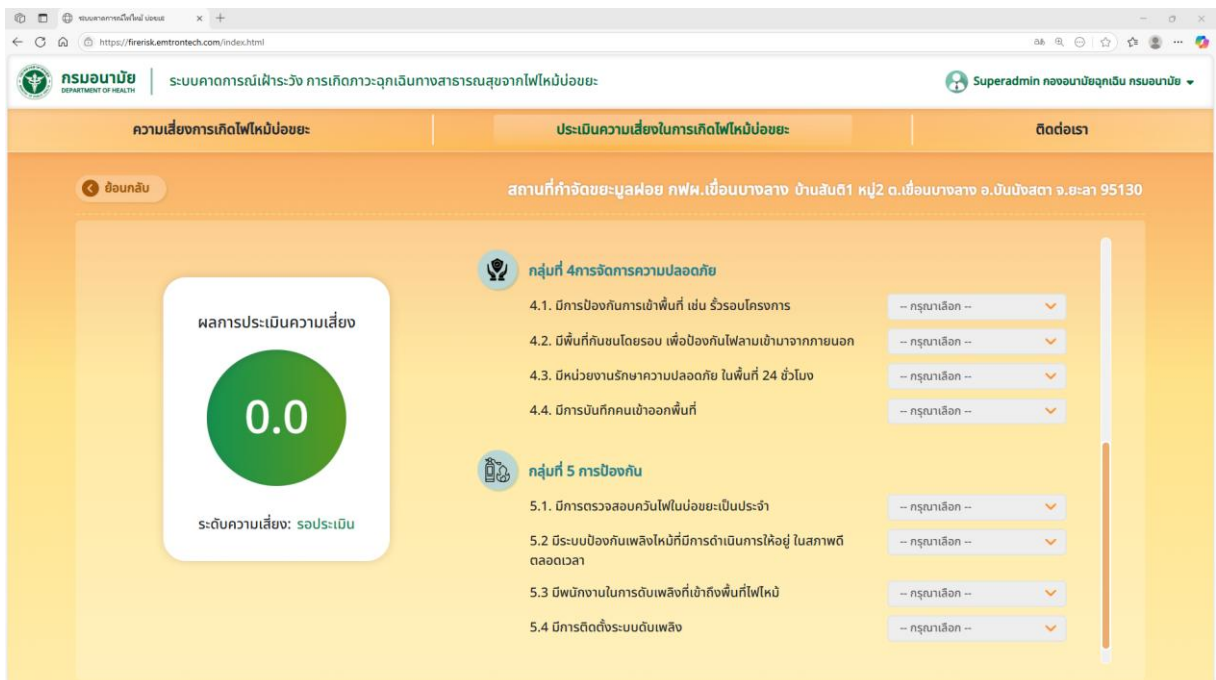 ระบบคาดการณ์ไฟไหม้ บ่อขยะ
https://firerisk.emtrontech.com/index.html
กรมอนามัย
DEPARTMENT OF HEALTH
ระบบคาดการณ์เฝ้าระวัง การเกิดภาวะฉุกเฉินทางสาธารณสุขจากไฟไหม้บ่อขยะ
Superadmin กองอนามัยฉุกเฉิน กรมอนามัย
ความเสี่ยงการเกิดไฟไหม้บ่อขยะ
ประเมินความเสี่ยงในการเกิดไฟไหม้บ่อขยะ
ติดต่อเรา
ย้อนกลับ
สถานที่กำจัดขยะมูลฝอย กฟผ.เขื่อนบางลาง บ้านสันติ1 หมู่2 ต.เขื่อนบางลาง อ.บันนังสตา จ.ยะลา 95130
ผลการประเมินความเสี่ยง
0.0
ระดับความเสี่ยง: รอประเมิน
กลุ่มที่ 4การจัดการความปลอดภัย
4.1. มีการป้องกันการเข้าพื้นที่ เช่น รั้วรอบโครงการ
-- กรุณาเลือก --
4.2. มีพื้นที่กันชนโดยรอบ เพื่อป้องกันไฟลามเข้ามาจากภายนอก
-- กรุณาเลือก --
4.3. มีหน่วยงานรักษาความปลอดภัย ในพื้นที่ 24 ชั่วโมง
-- กรุณาเลือก --
4.4. มีการบันทึกคนเข้าออกพื้นที่
-- กรุณาเลือก --
กลุ่มที่ 5 การป้องกัน
5.1. มีการตรวจสอบควันไฟในบ่อขยะเป็นประจำ
-- กรุณาเลือก --
5.2 มีระบบป้องกันเพลิงไหม้ที่มีการดำเนินการให้อยู่ ในสภาพดี
ตลอดเวลา
-- กรุณาเลือก --
5.3 มีพนักงานในการดับเพลิงที่เข้าถึงพื้นที่ไฟไหม้
-- กรุณาเลือก --
5.4 มีการติดตั้งระบบดับเพลิง
-- กรุณาเลือก --